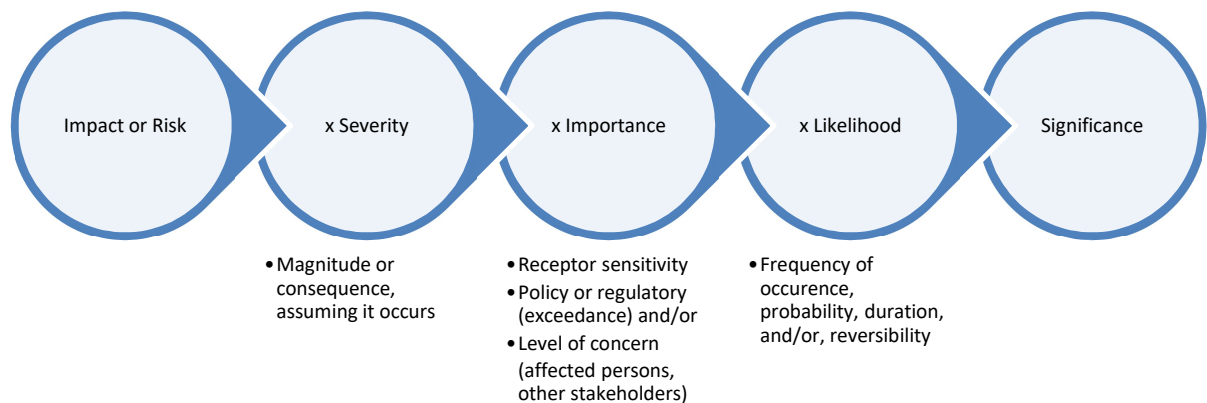 Impact or Risk
x Severity
x Importance
x Likelihood
Significance
•Magnitude or
consequence,
assuming it occurs
•Receptor sensitivity
•Policy or regulatory
(exceedance) and/or
•Level of concern
(affected persons,
other stakeholders)
•Frequency of
occurence,
probability, duration,
and/or, reversibility